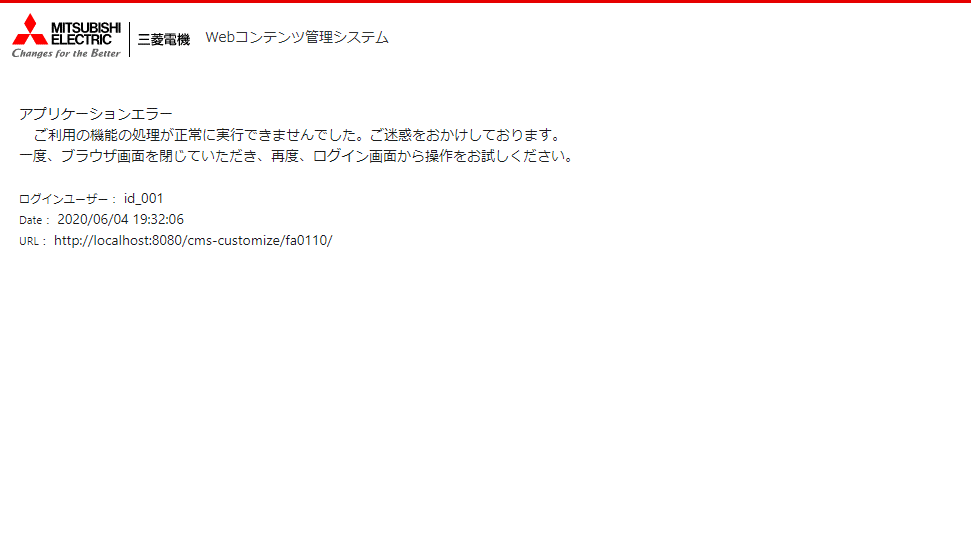 MITSUBISHI ELECTRIC
Changes for the Better
三菱電機
Webコンテンツ管理システム
アプリケーションエラー
ご利用の機能の処理が正常に実行できませんでした。ご迷惑をおかけしております。
一度、ブラウザ画面を閉じていただき、再度、ログイン画面から操作をお試しください。
ログインユーザー： id_001
Date： 2020/06/04 19:32:06
URL： http://localhost:8080/cms-customize/fa0110/